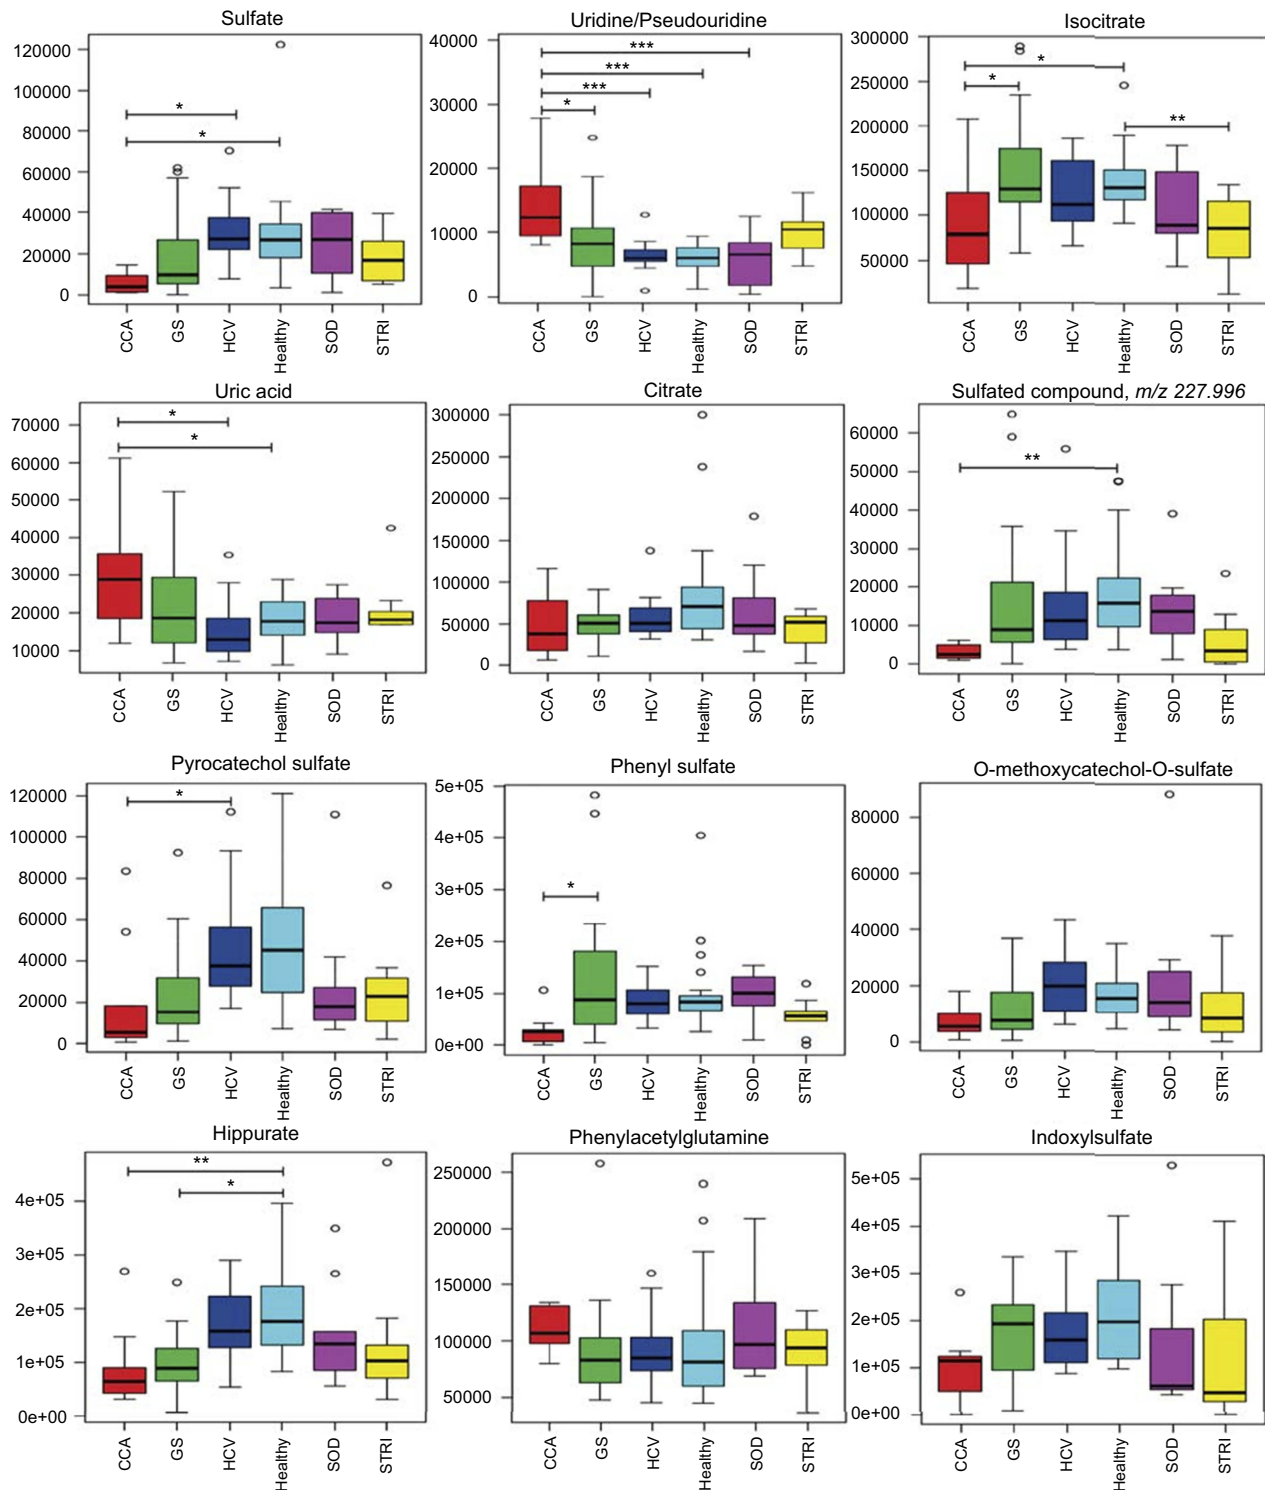 Sulfate
120000
100000
80000
60000
40000
20000
0
*
*
CCA
GS
HCV
Healthy
SOD
STRI
Uridine/Pseudouridine
40000
30000
20000
10000
0
***
***
***
*
CCA
GS
HCV
Healthy
SOD
STRI
Isocitrate
300000
250000
200000
150000
100000
50000
*
*
**
CCA
GS
HCV
Healthy
SOD
STRI
Uric acid
70000
60000
50000
40000
30000
20000
10000
*
*
CCA
GS
HCV
Healthy
SOD
STRI
Citrate
300000
250000
200000
150000
100000
50000
0
CCA
GS
HCV
Healthy
SOD
STRI
Sulfated compound, m/z 227.996
60000
50000
40000
30000
20000
10000
0
**
CCA
GS
HCV
Healthy
SOD
STRI
Pyrocatechol sulfate
120000
100000
80000
60000
40000
20000
0
*
CCA
GS
HCV
Healthy
SOD
STRI
Phenyl sulfate
5e+05
4e+05
3e+05
2e+05
1e+05
0e+00
*
CCA
GS
HCV
Healthy
SOD
STRI
O-methoxycatechol-O-sulfate
80000
60000
40000
20000
0
CCA
GS
HCV
Healthy
SOD
STRI
Hippurate
4e+05
3e+05
2e+05
1e+05
0e+00
**
*
CCA
GS
HCV
Healthy
SOD
STRI
Phenylacetylglutamine
250000
200000
150000
100000
50000
CCA
GS
HCV
Healthy
SOD
STRI
Indoxylsulfate
5e+05
4e+05
3e+05
2e+05
1e+05
0e+00
CCA
GS
HCV
Healthy
SOD
STRI